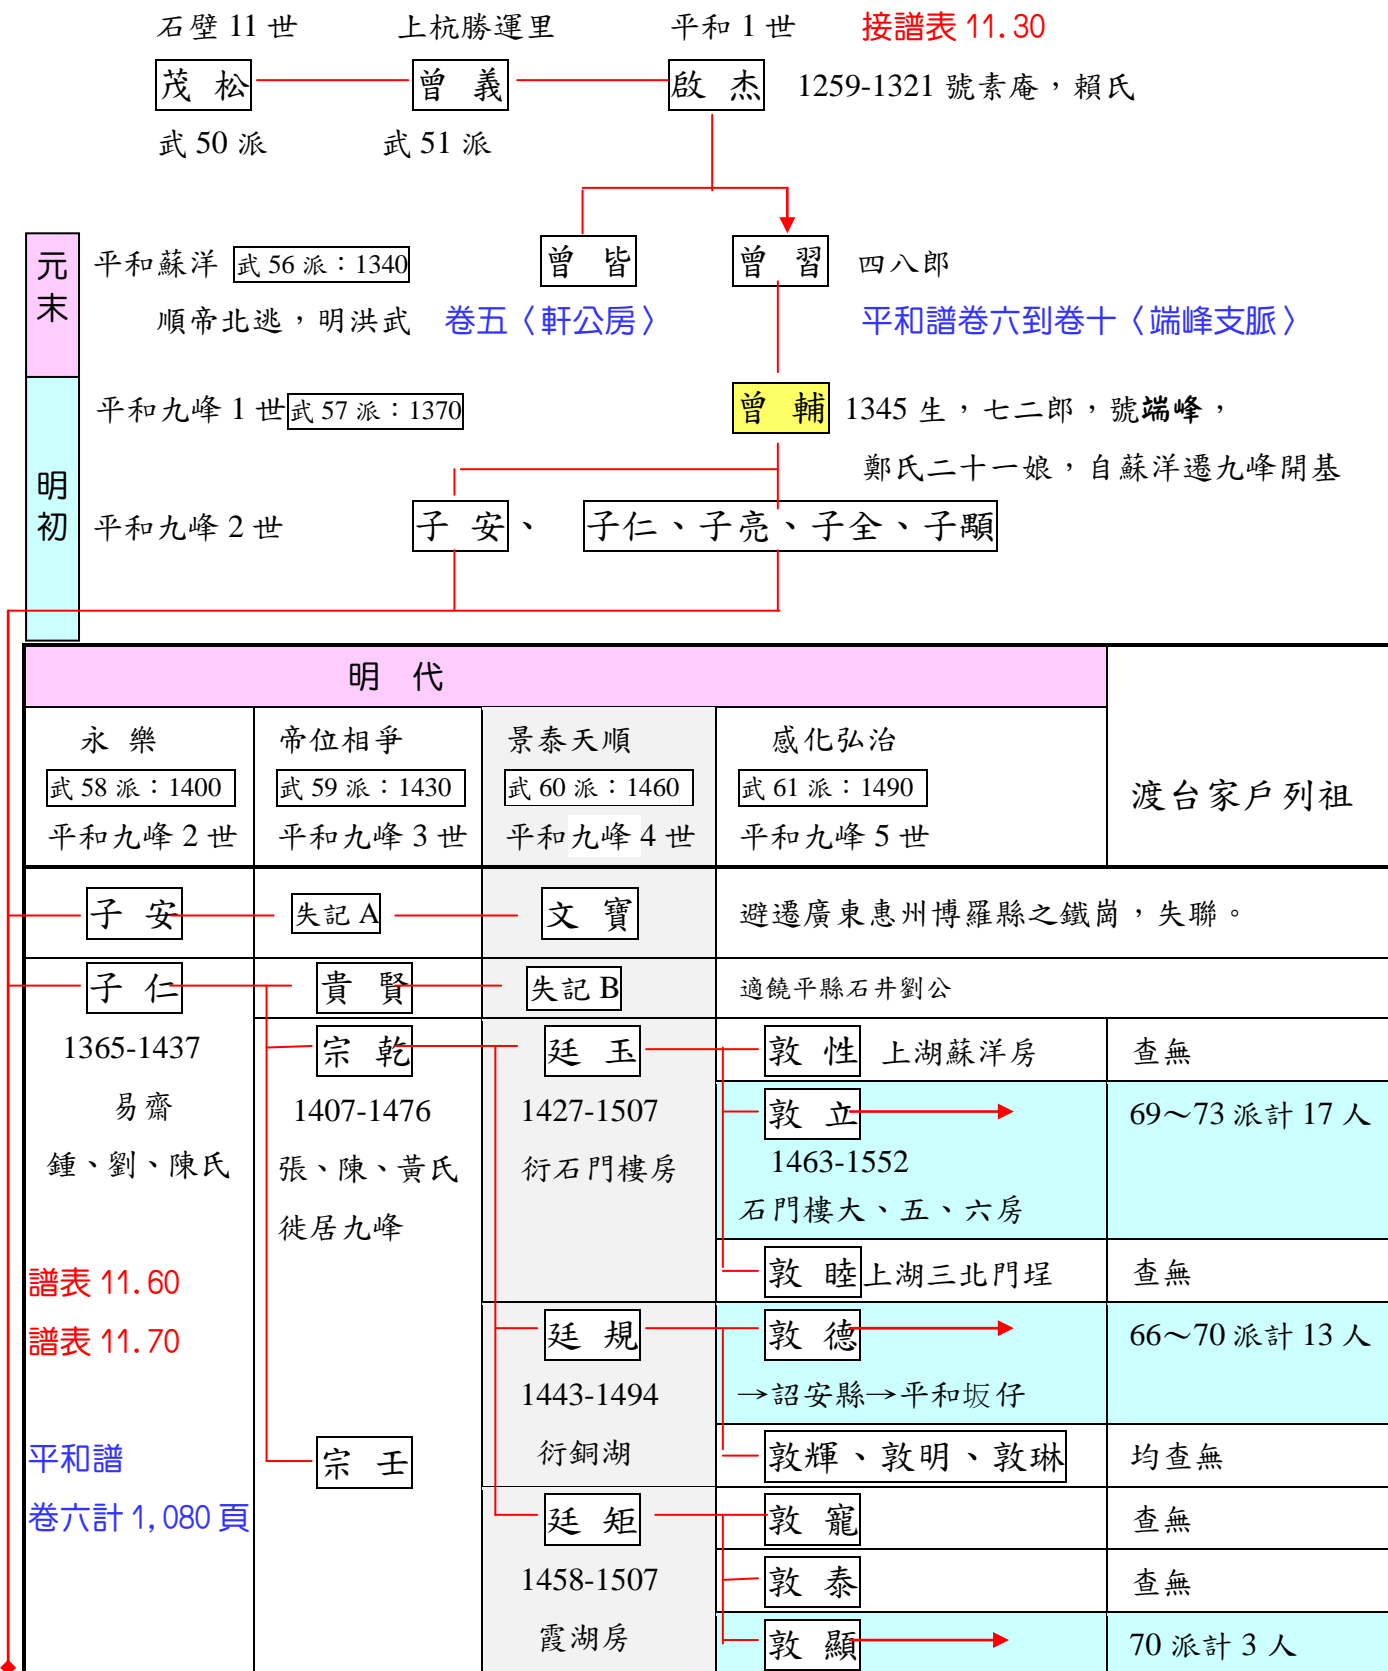 石壁 11 世 上杭勝運里 平和 1 世 接譜表 11.30
茂 松 曾 義 啟 杰 1259-1321 號素庵，賴氏
武 50 派 武 51 派
元末 平和蘇洋 武 56 派：1340 曾 皆 曾 習 四八郎
順帝北逃，明洪武 卷五〈軒公房〉 平和譜卷六到卷十〈端峰支脈〉
明初 平和九峰 1 世 武 57 派：1370 曾 輔 1345 生，七二郎，號端峰，
鄭氏二十一娘，自蘇洋遷九峰開基
平和九峰 2 世 子 安、 子仁、子亮、子全、子顒
明 代
永 樂 帝位相爭 景泰天順 感化弘治
武 58 派：1400 武 59 派：1430 武 60 派：1460 武 61 派：1490 渡台家戶列祖
平和九峰 2 世 平和九峰 3 世 平和九峰 4 世 平和九峰 5 世
子 安 失記 A 文 寶 避遷廣東惠州博羅縣之鐵崗，失聯。
子 仁 貴 賢 失記 B 適饒平縣石井劉公
1365-1437 宗 乾 廷 玉 敦 性 上湖蘇洋房 查無
易齋 1407-1476 1427-1507 敦 立 69～73 派計 17 人
鍾、劉、陳氏 張、陳、黃氏 衍石門樓房 1463-1552
徙居九峰 石門樓大、五、六房
譜表 11.60 敦 睦 上湖三北門埕 查無
譜表 11.70 廷 規 敦 德 66～70 派計 13 人
1443-1494 →詔安縣→平和坂仔
平和譜 宗 壬 衍銅湖 敦輝、敦明、敦琳 均查無
卷六計 1,080 頁 廷 矩 敦 寵 查無
1458-1507 敦 泰 查無
霞湖房 敦 顯 70 派計 3 人